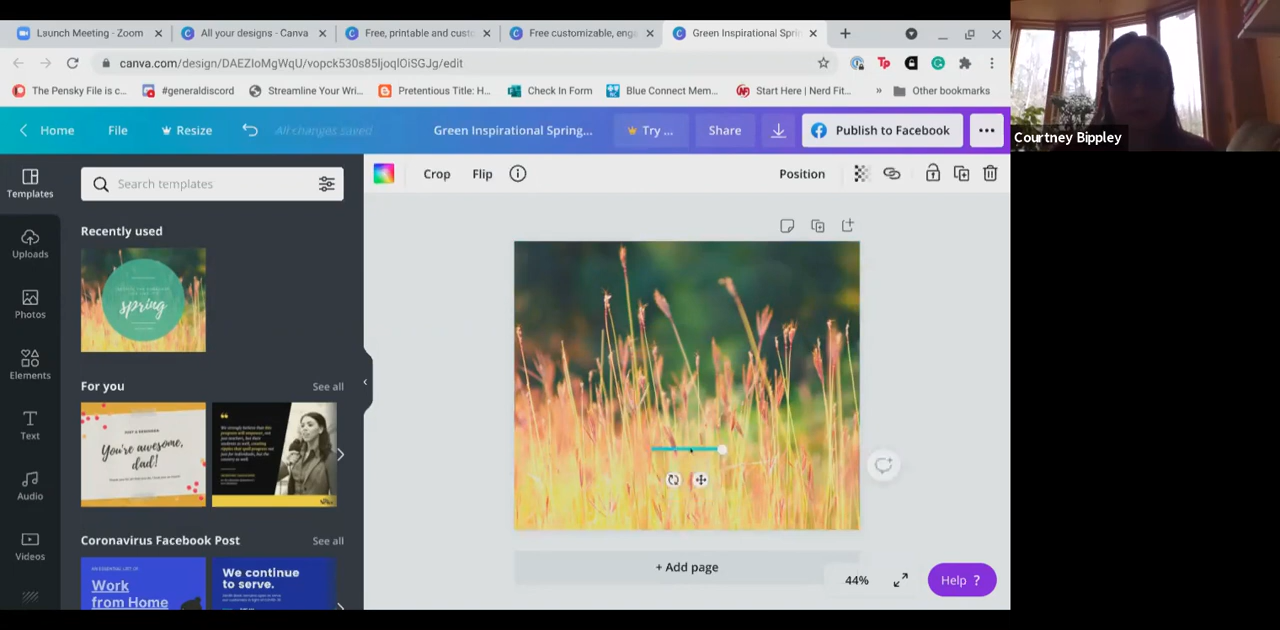 Launch Meeting - Zoom
All your designs - Canva
Free, printable and custo
Free customizable, eng
Green Inspirational Sprin
canva.com/design/DAEZIoMgWqU/vopck530s85ljoqlOiSGJg/edit
The Pensky File is c...
#generaldiscord
Streamline Your Wri...
Pretentious Title: H...
Check In Form
Blue Connect Mem...
Start Here | Nerd Fit...
»
Other bookmarks
Courtney Bippley
Home
File
Resize
All changes saved
Green Inspirational Spring...
Try ...
Share
Publish to Facebook
Templates
Search templates
Crop
Flip
Position
Uploads
Photos
Elements
Text
Audio
Videos
Recently used
spring
For you
See all
You're awesome, dad!
Coronavirus Facebook Post
See all
Work
from Home
We continue
to serve.
+ Add page
44%
Help ?